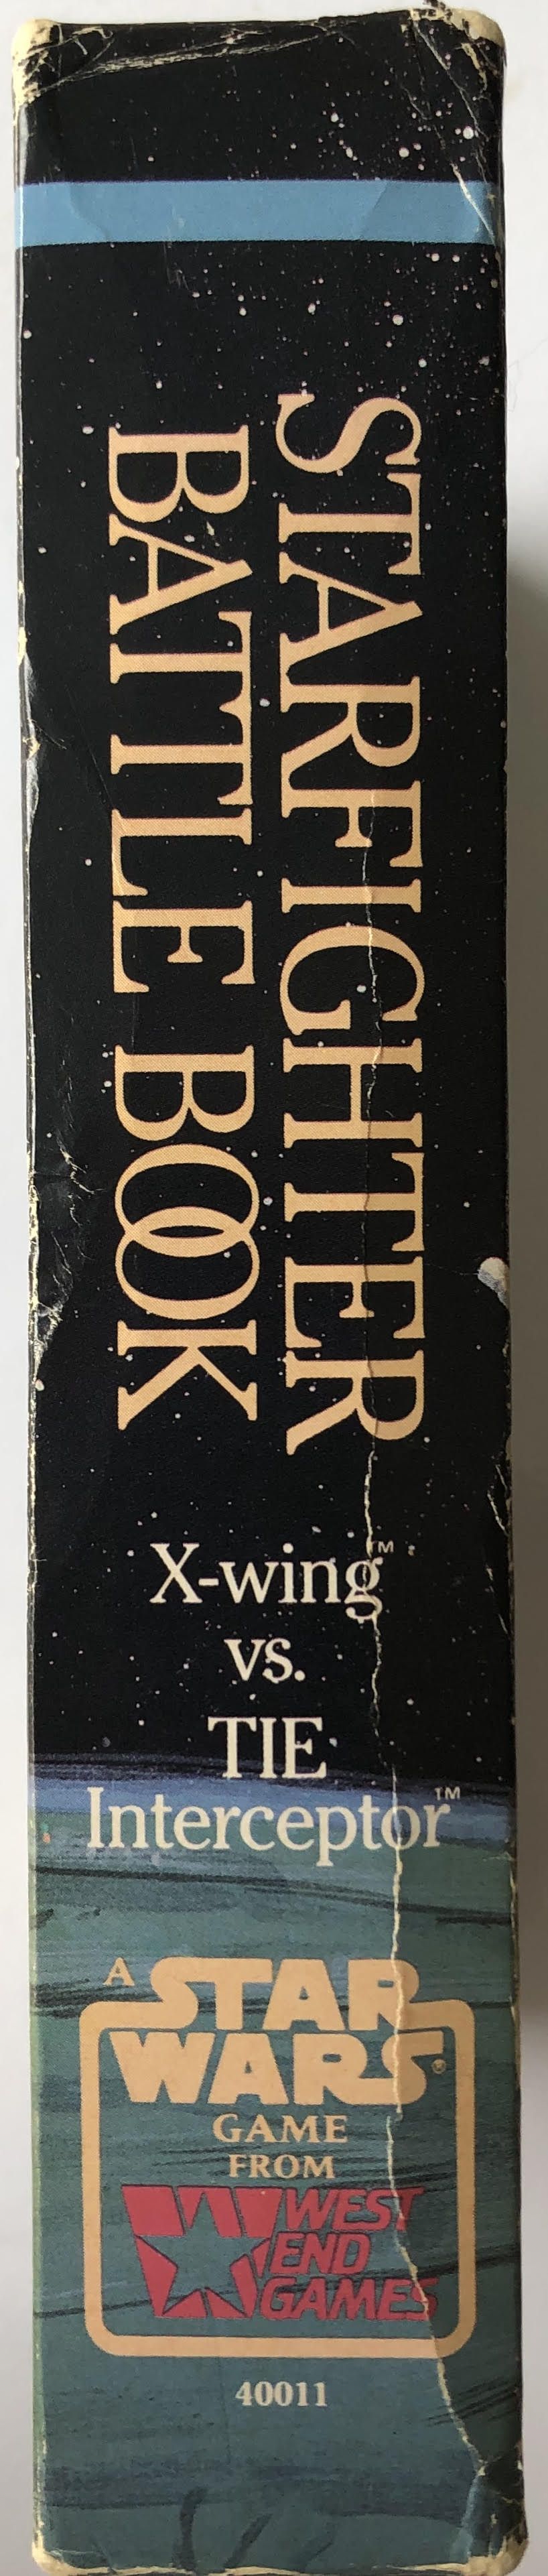 STARFIGHTER
BATTLE BOOK
X-wing™
vs.
TIE
Interceptor™
A STAR
WARS®
GAME
FROM
WEST
END
GAMES
40011